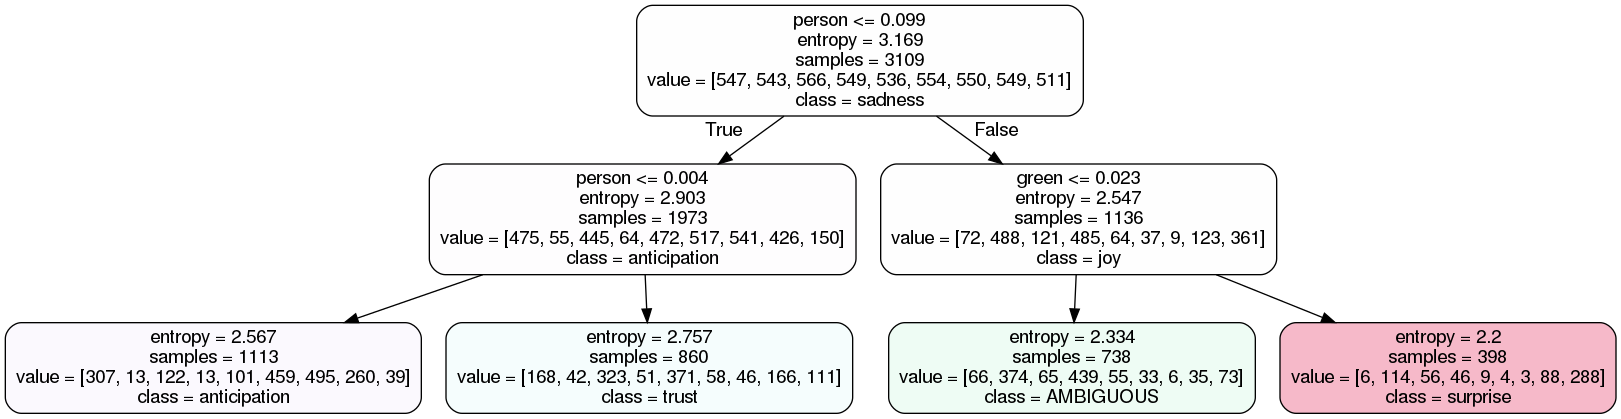 person <= 0.099
entropy = 3.169
samples = 3109
value = [547, 543, 566, 549, 536, 554, 550, 549, 511]
class = sadness
True
False
person <= 0.004
entropy = 2.903
samples = 1973
value = [475, 55, 445, 64, 472, 517, 541, 426, 150]
class = anticipation
green <= 0.023
entropy = 2.547
samples = 1136
value = [72, 488, 121, 485, 64, 37, 9, 123, 361]
class = joy
entropy = 2.567
samples = 1113
value = [307, 13, 122, 13, 101, 459, 495, 260, 39]
class = anticipation
entropy = 2.757
samples = 860
value = [168, 42, 323, 51, 371, 58, 46, 166, 111]
class = trust
entropy = 2.334
samples = 738
value = [66, 374, 65, 439, 55, 33, 6, 35, 73]
class = AMBIGUOUS
entropy = 2.2
samples = 398
value = [6, 114, 56, 46, 9, 4, 3, 88, 288]
class = surprise